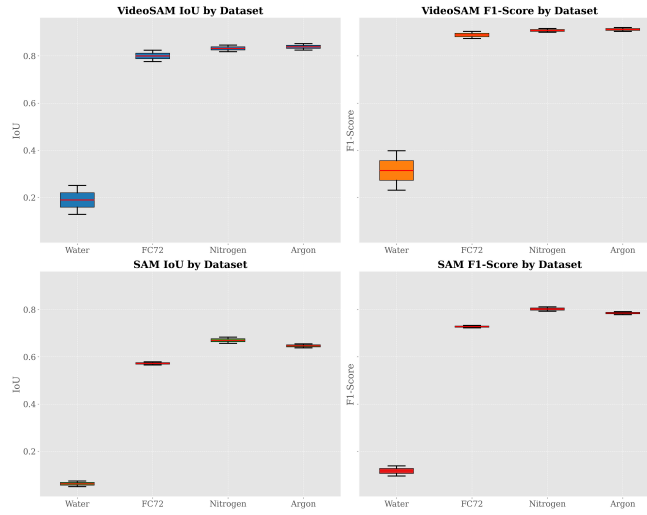 VideoSAM IoU by Dataset
VideoSAM F1-Score by Dataset
0.8
0.6
0.4
0.2
IoU
F1-Score
Water FC72 Nitrogen Argon
Water FC72 Nitrogen Argon
SAM IoU by Dataset
SAM F1-Score by Dataset
0.8
0.6
0.4
0.2
IoU
F1-Score
Water FC72 Nitrogen Argon
Water FC72 Nitrogen Argon